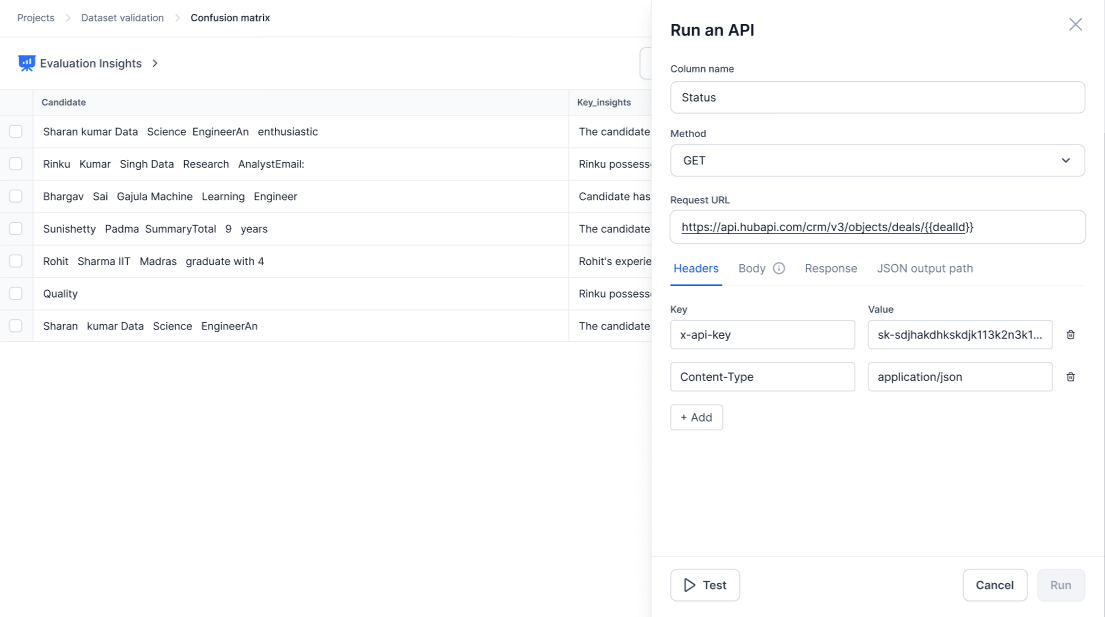 Projects > Dataset validation > Confusion matrix
Evaluation Insights >
Candidate Key_insights
Sharan kumar Data Science EngineerAn enthusiastic The candidate
Rinku Kumar Singh Data Research AnalystEmail: Rinku
Bhargav Sai Gajula Machine Learning Engineer Candidate has
Sunishetty Padma SummaryTotal 9 years The candidate
Rohit Sharma IIT Madras graduate with 4 Rohit's
Quality Rinku
Sharan kumar Data Science EngineerAn The candidate
Run an API
Column name
Status
Method
GET
Request URL
https://api.hubapi.com/crm/v3/objects/deals/{{dealId}}
Headers Body Response JSON output path
Key Value
x-api-key sk-sdjhakdhkskdjk113k2n3k1...
Content-Type application/json
+ Add
Test Cancel Run